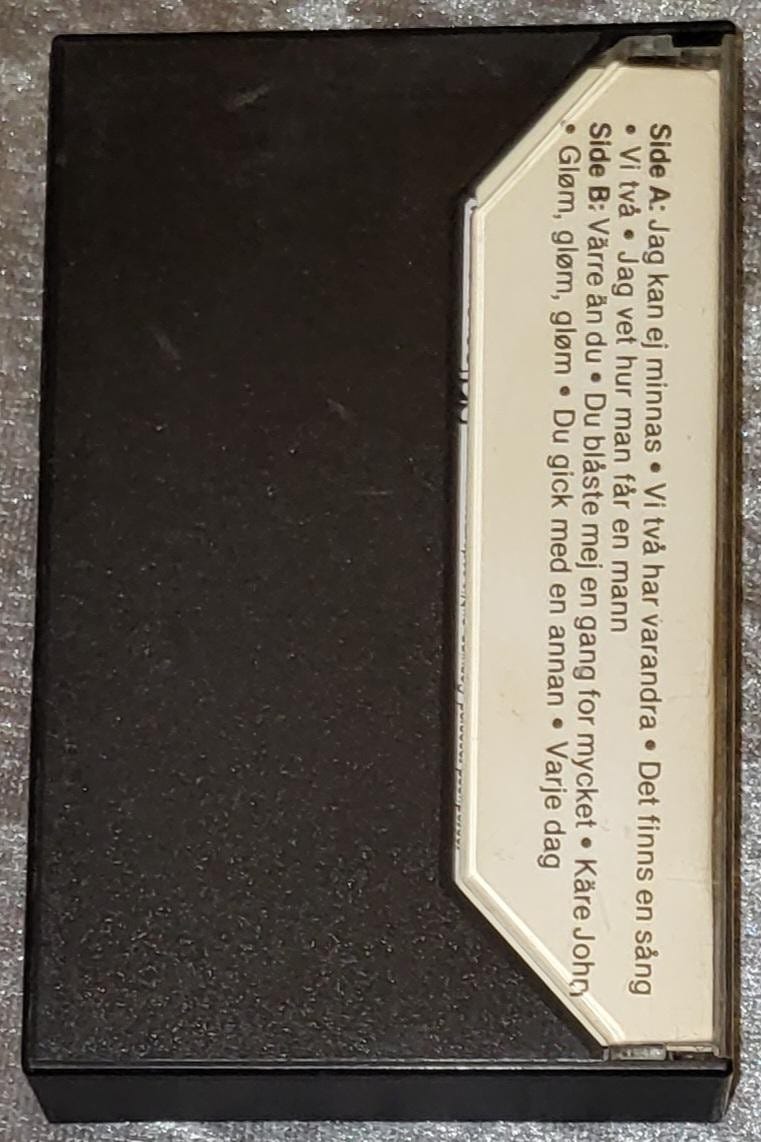 Side A: Jag kan ej minnas • Vi två har varandra • Det finns en sång
• Vi två • Jag vet hur man får en mann
Side B: Värre än du • Du blåste mej en gang for mycket • Kåre John
• Gløm, gløm, gløm • Du gick med en annan • Varje dag